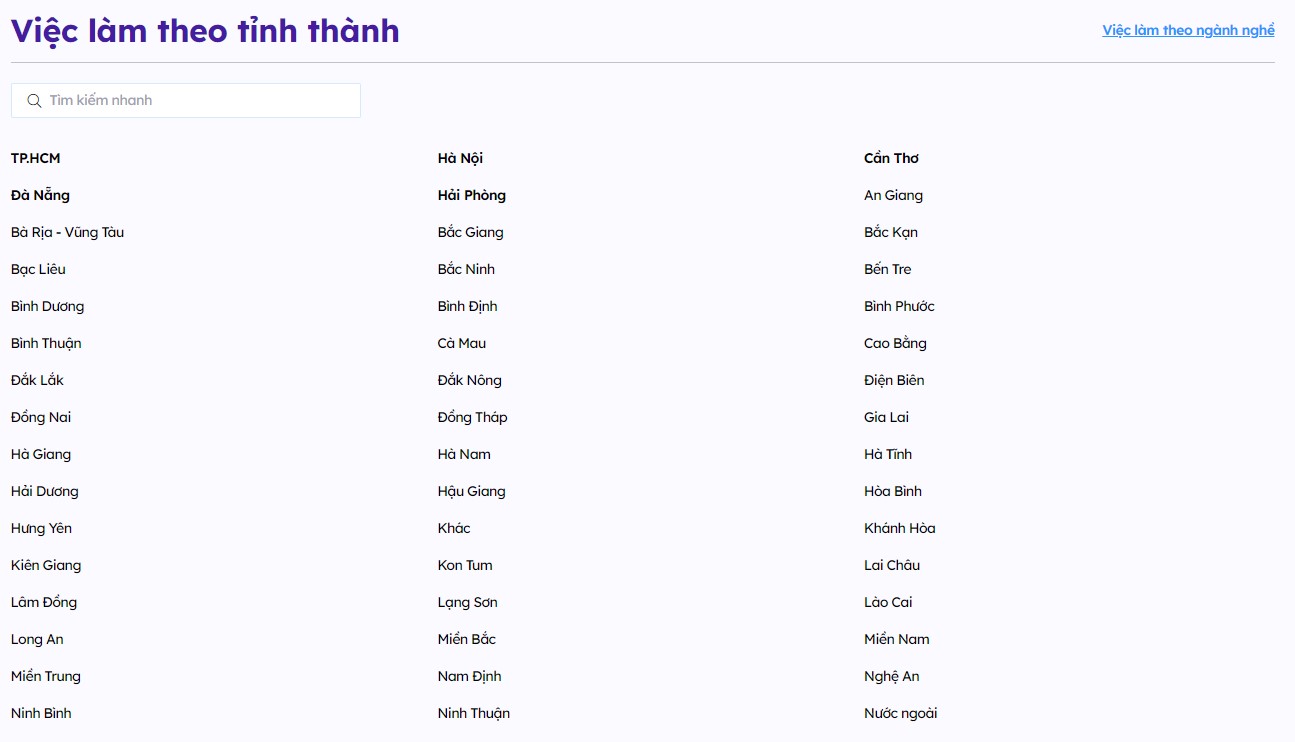 Việc làm theo tỉnh thành
Việc làm theo ngành nghề
Tìm kiếm nhanh
TP.HCM
Hà Nội
Cần Thơ
Đà Nẵng
Hải Phòng
An Giang
Bà Rịa - Vũng Tàu
Bắc Giang
Bắc Kạn
Bạc Liêu
Bắc Ninh
Bến Tre
Bình Dương
Bình Định
Bình Phước
Bình Thuận
Cà Mau
Cao Bằng
Đắk Lắk
Đắk Nông
Điện Biên
Đồng Nai
Đồng Tháp
Gia Lai
Hà Giang
Hà Nam
Hà Tĩnh
Hải Dương
Hậu Giang
Hòa Bình
Hưng Yên
Khác
Khánh Hòa
Kiên Giang
Kon Tum
Lai Châu
Lâm Đồng
Lạng Sơn
Lào Cai
Long An
Miền Bắc
Miền Nam
Miền Trung
Nam Định
Nghệ An
Ninh Bình
Ninh Thuận
Nước ngoài